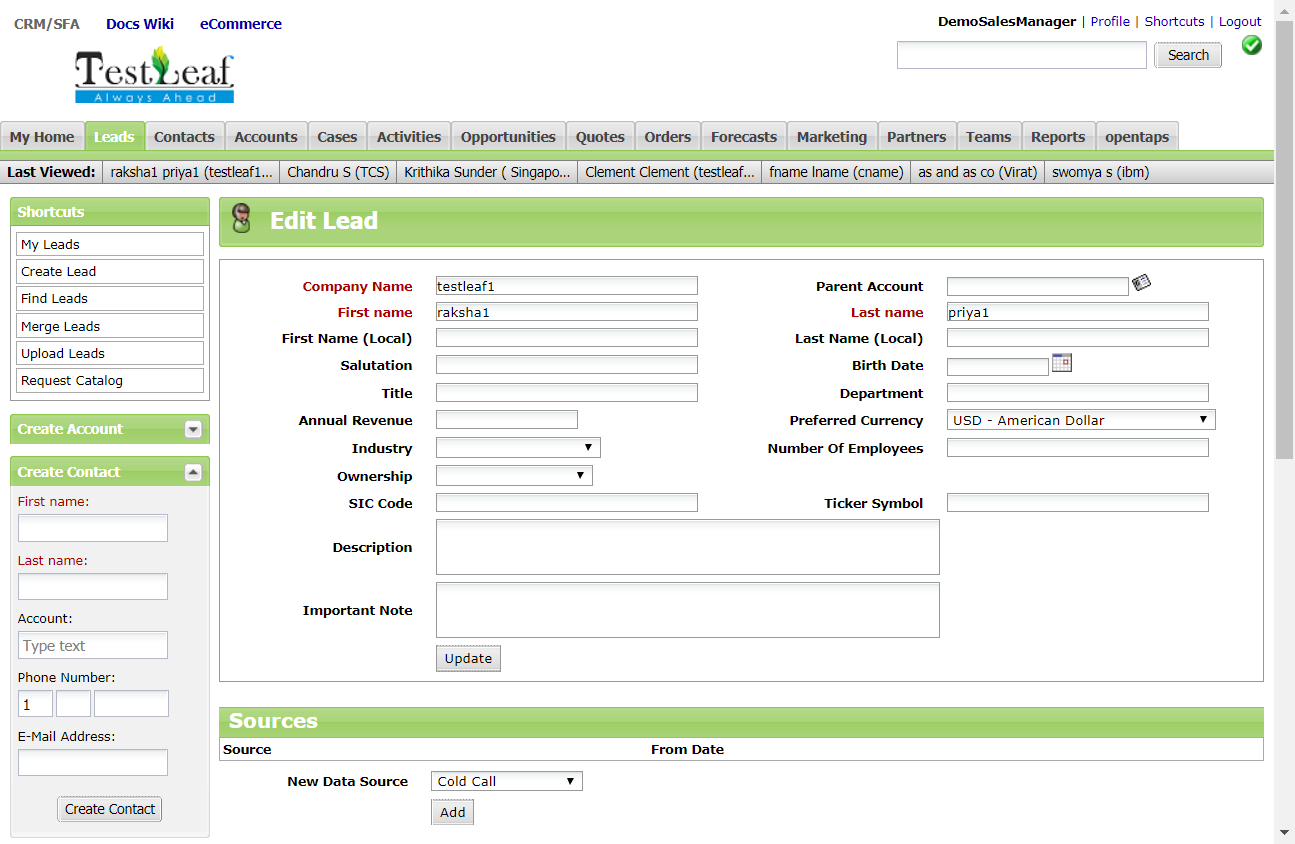 CRM/SFA Docs Wiki eCommerce
DemoSalesManager | Profile | Shortcuts | Logout
Search
TestLeaf
Always Ahead
My Home Leads Contacts Accounts Cases Activities Opportunities Quotes Orders Forecasts Marketing Partners Teams Reports opentaps
Last Viewed: raksha1 priya1 (testleaf1... Chandru S (TCS) Krithika Sunder ( Singapo... Clement Clement (testleaf... fname lname (cname) as and as co (Virat) swomya s (ibm)
Shortcuts
My Leads
Create Lead
Find Leads
Merge Leads
Upload Leads
Request Catalog
Create Account
Create Contact
First name:
Last name:
Account:
Type text
Phone Number:
1
E-Mail Address:
Create Contact
Edit Lead
Company Name testleaf1 Parent Account
First name raksha1 Last name priya1
First Name (Local) Last Name (Local)
Salutation Birth Date
Title Department
Annual Revenue Preferred Currency USD - American Dollar
Industry Number Of Employees
Ownership
SIC Code Ticker Symbol
Description
Important Note
Update
Sources
Source From Date
New Data Source Cold Call
Add